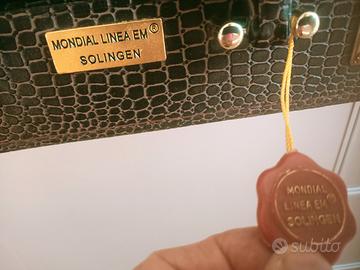 MONDIAL LINEA EM®
SOLINGEN
MONDIAL
LINEA EM®
SOLINGEN
subito